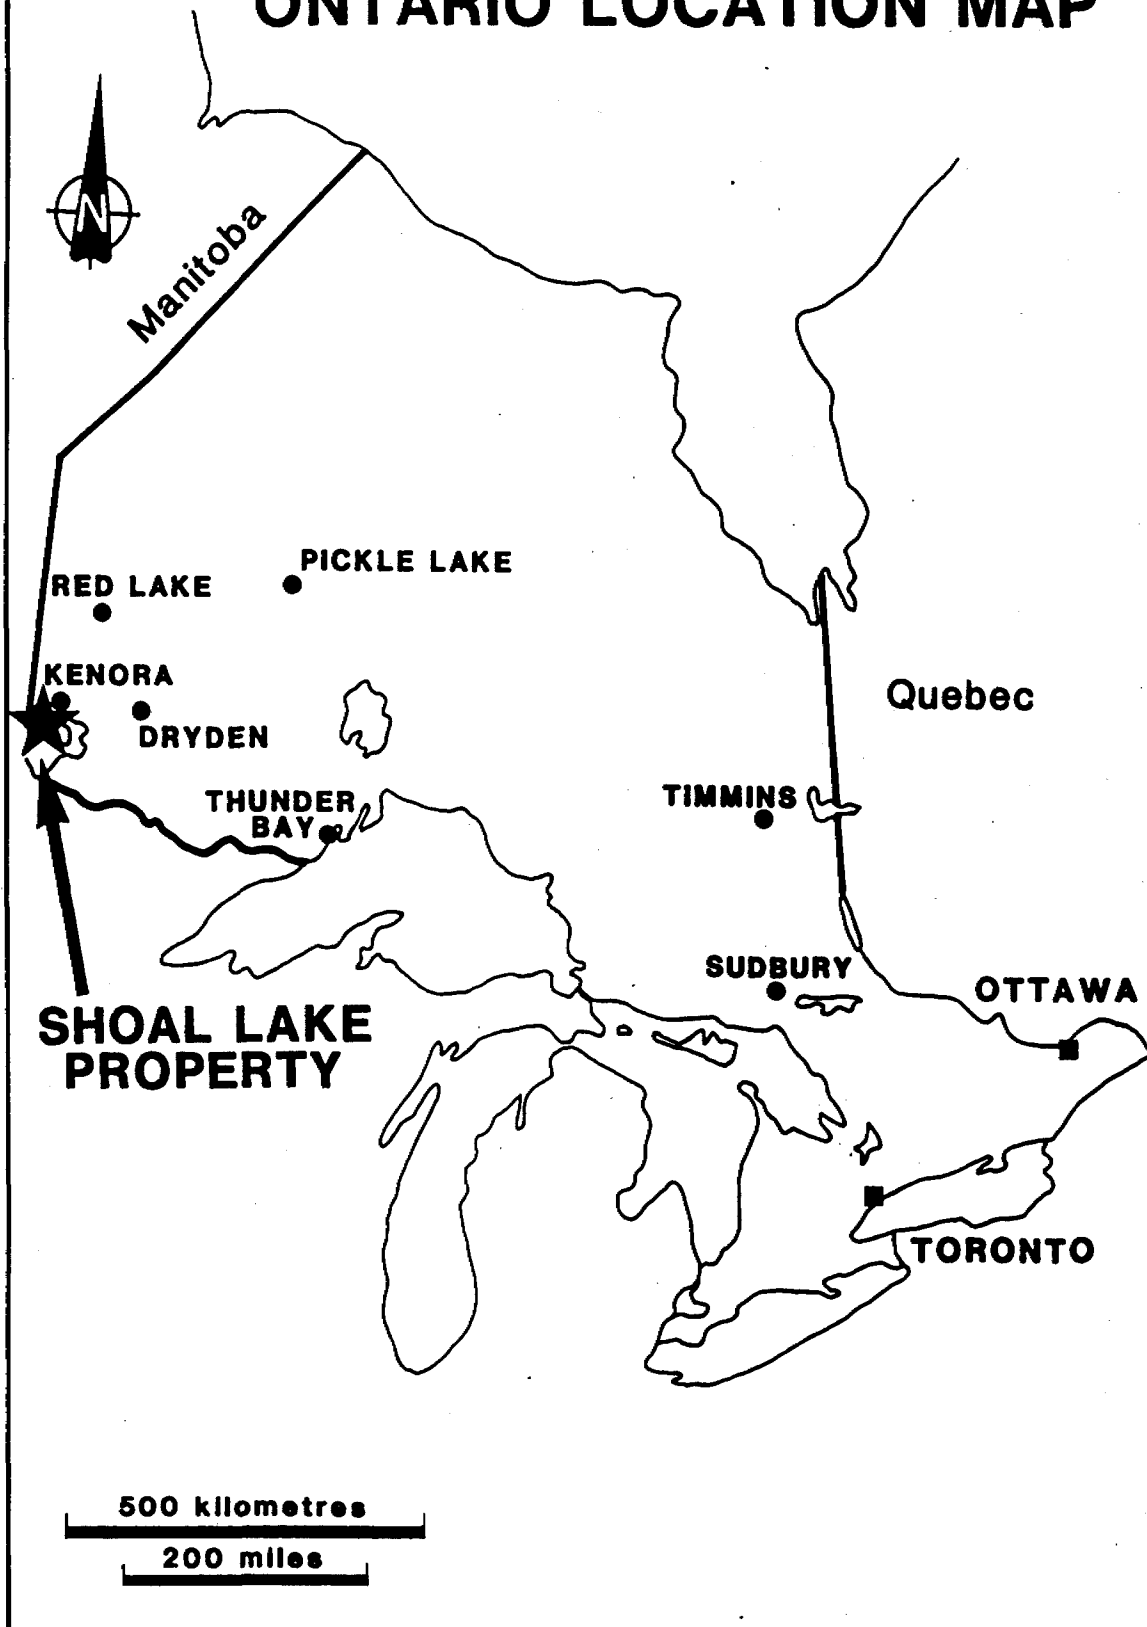 ONTARIO LOCATION MAP
N
Manitoba
PICKLE LAKE
RED LAKE
KENORA
DRYDEN
Quebec
THUNDER
BAY
TIMMINS
SUDBURY
OTTAWA
SHOAL LAKE
PROPERTY
TORONTO
500 kilometres
200 miles